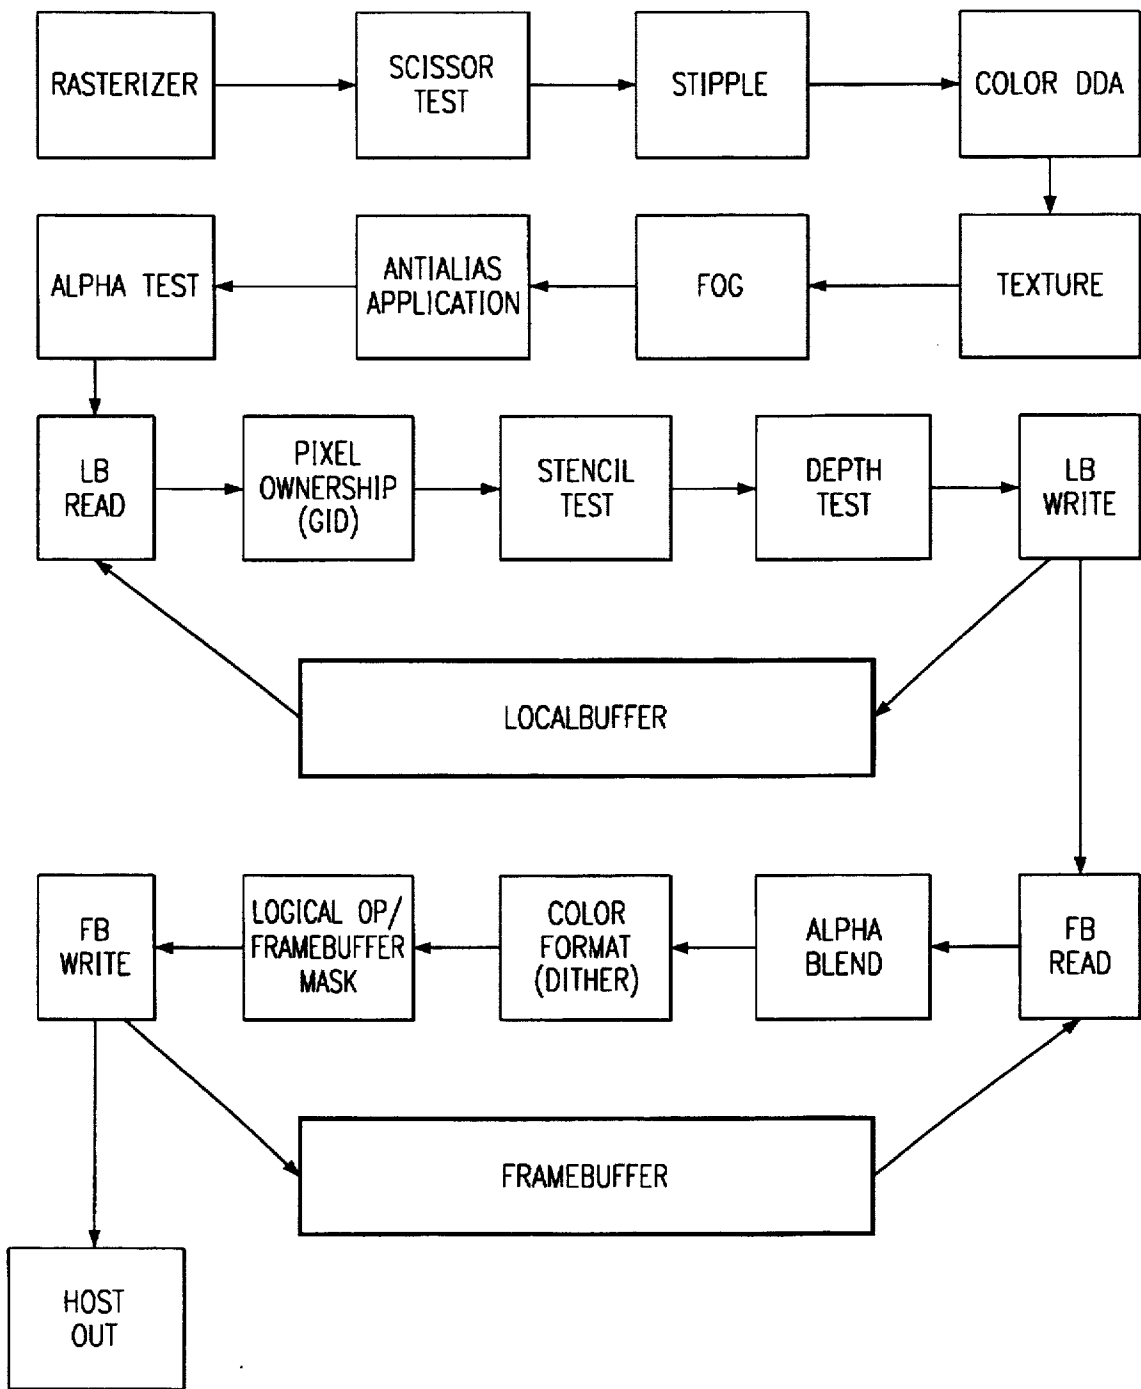 RASTERIZER
SCISSOR
TEST
STIPPLE
COLOR DDA
ALPHA TEST
ANTIALIAS
APPLICATION
FOG
TEXTURE
LB
READ
PIXEL
OWNERSHIP
(GID)
STENCIL
TEST
DEPTH
TEST
LB
WRITE
LOCALBUFFER
FB
WRITE
LOGICAL OP/
FRAMEBUFFER
MASK
COLOR
FORMAT
(DITHER)
ALPHA
BLEND
FB
READ
FRAMEBUFFER
HOST
OUT